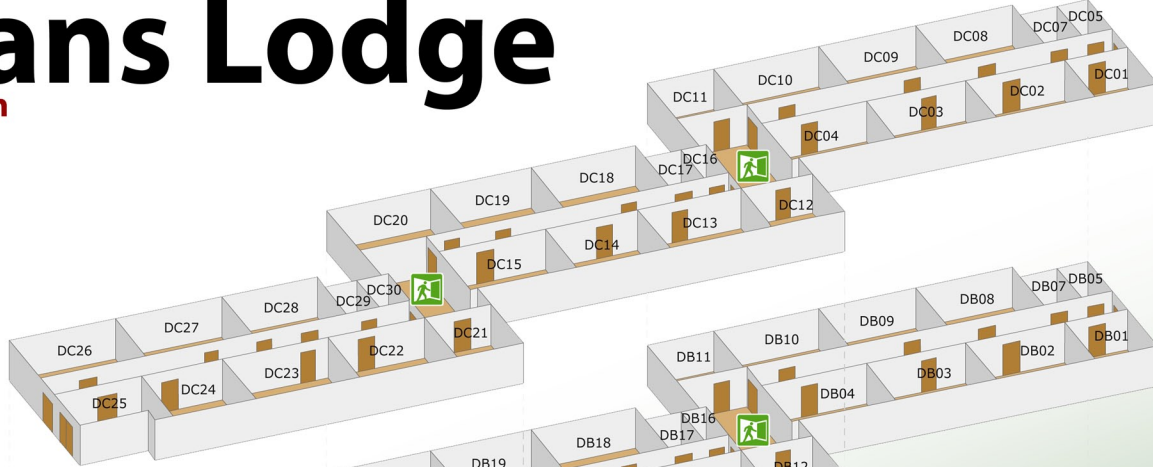 ans Lodge
n
DC05
DC07
DC08
DC09
DC10
DC11
DC01
DC02
DC03
DC04
DC16
DC17
DC18
DC19
DC20
DC12
DC13
DC14
DC15
DC30
DC29
DC28
DC27
DC26
DC21
DC22
DC23
DC24
DC25
DB05
DB07
DB08
DB09
DB10
DB11
DB01
DB02
DB03
DB04
DB16
DB17
DB18
DB19
DB12